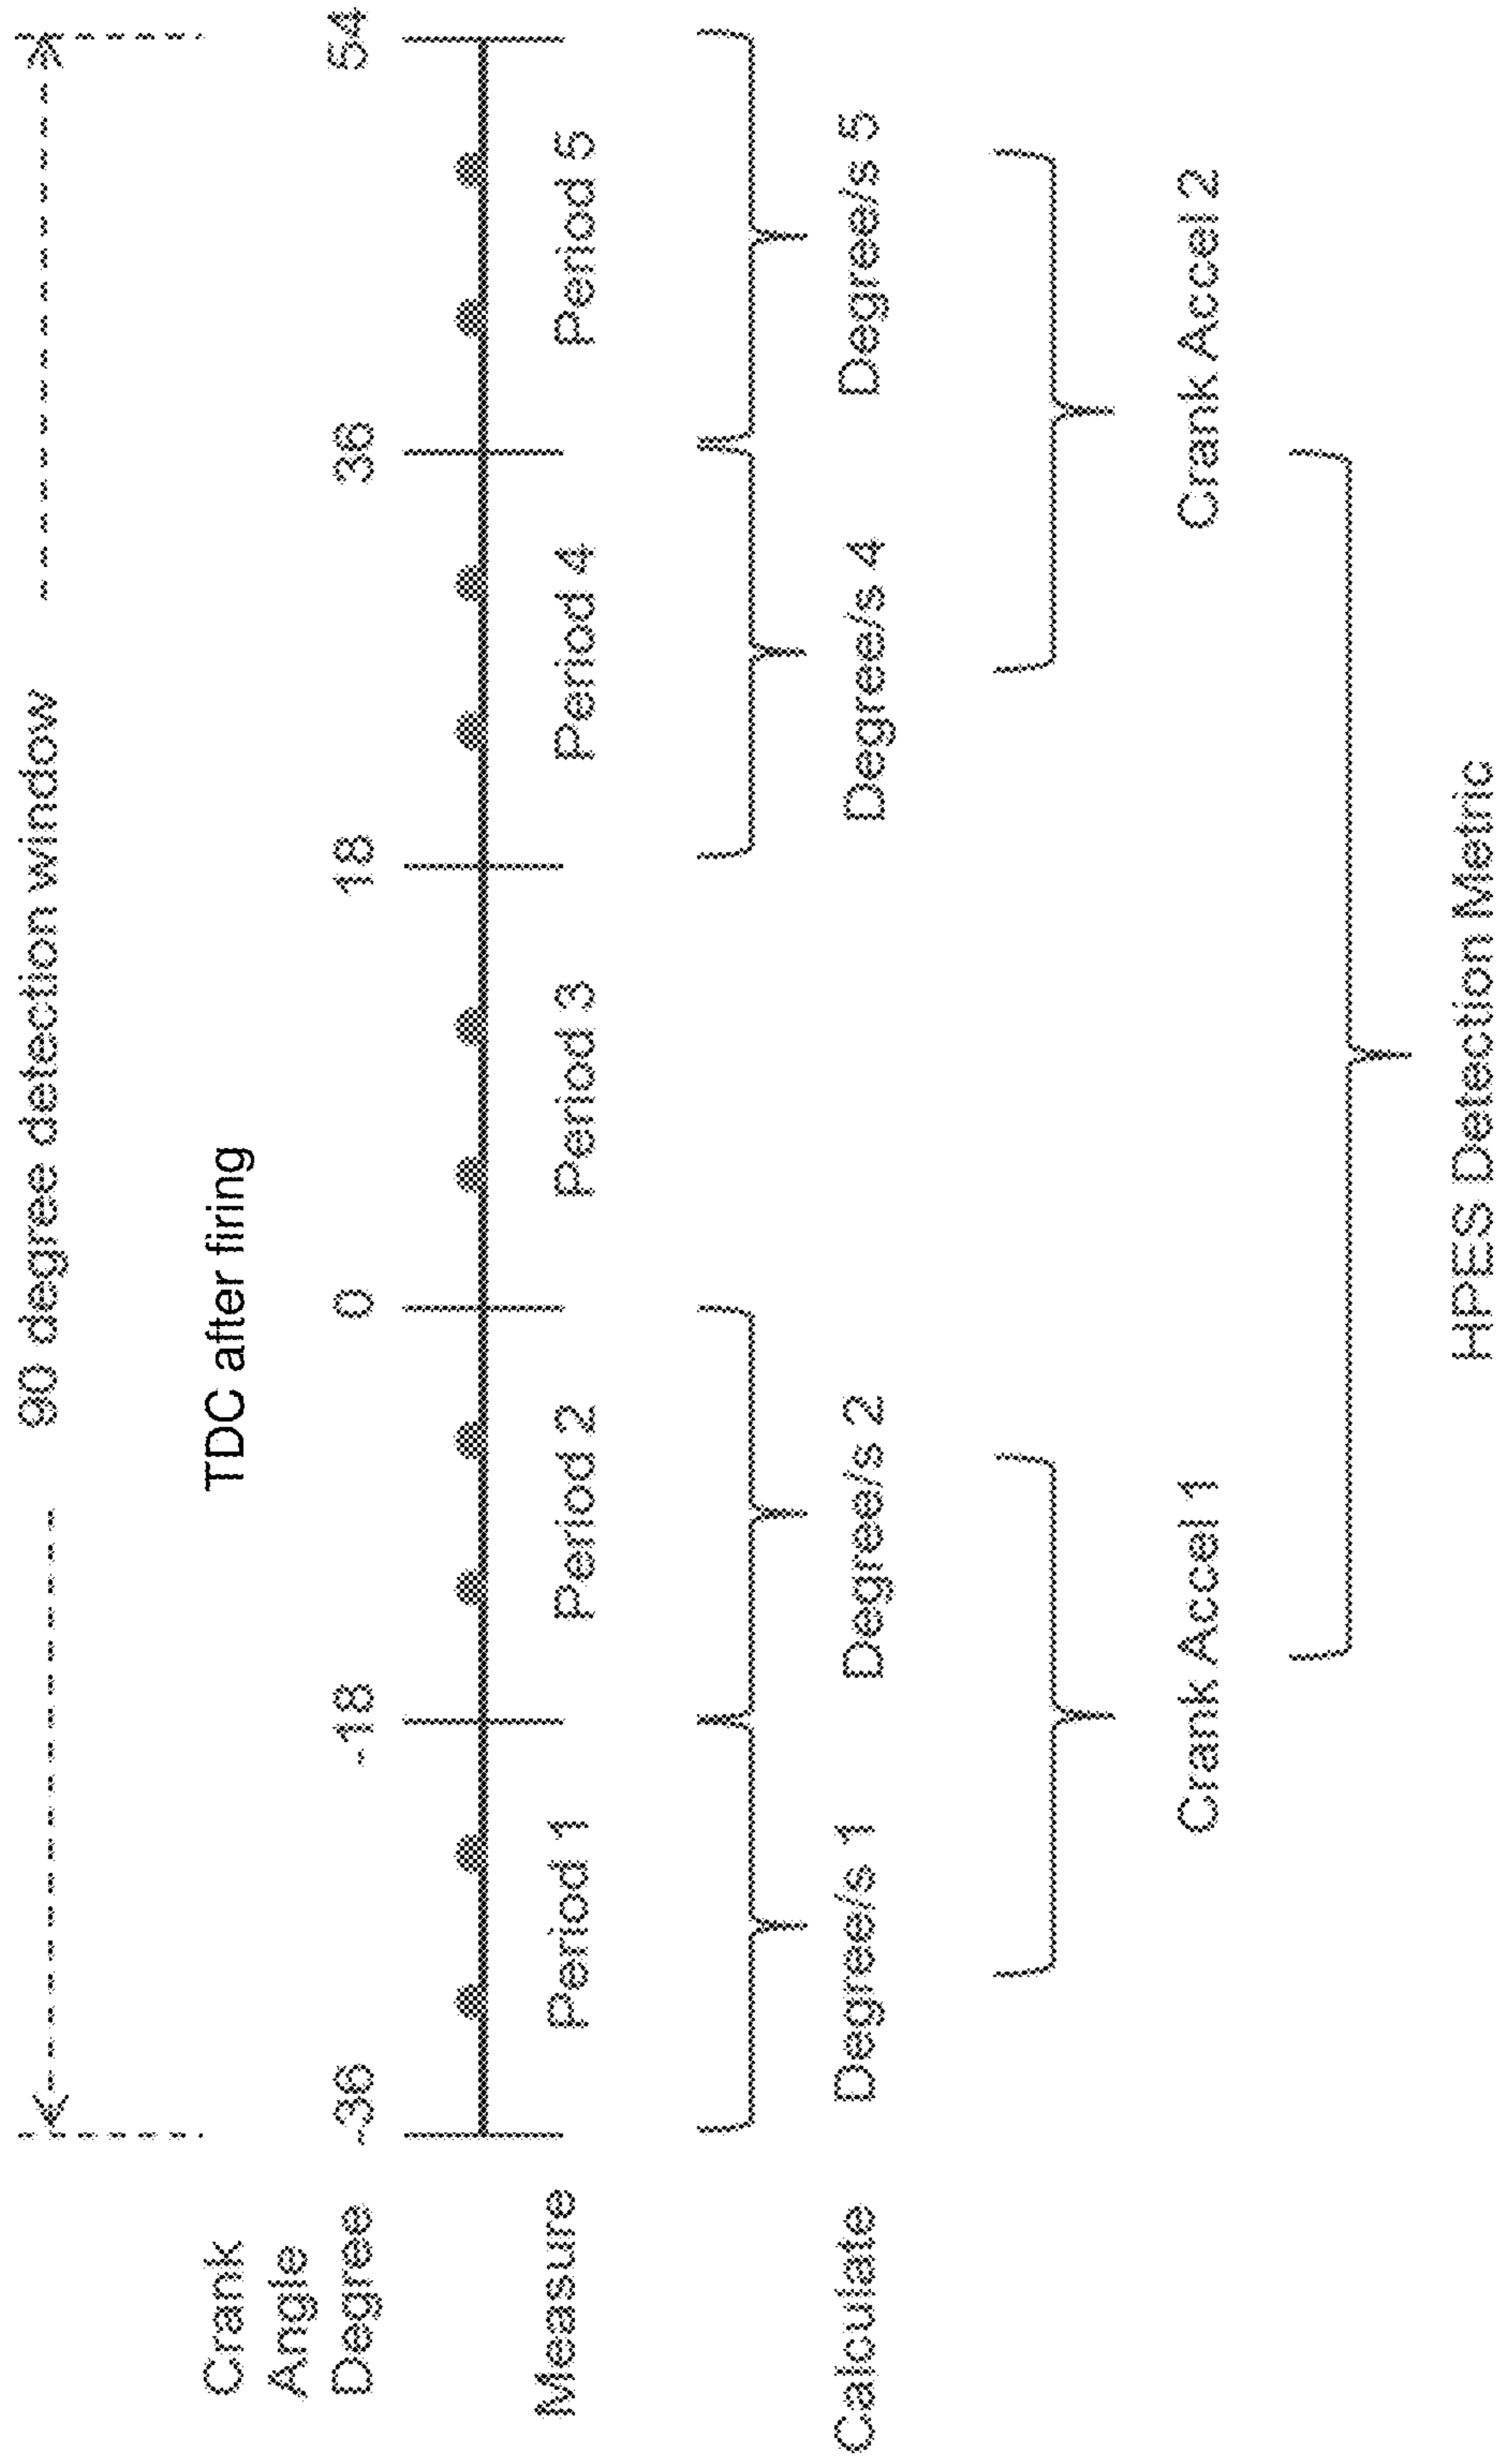 90 degree detection window
TDC after firing
Crank
Angle
Degree
-36 -18 0 18 36 54
Measure Period 1 Period 2 Period 3 Period 4 Period 5
Calculate Degree/s 1 Degree/s 2 Degree/s 4 Degree/s 5
Crank Accel 1 Crank Accel 2
HPES Detection Metric